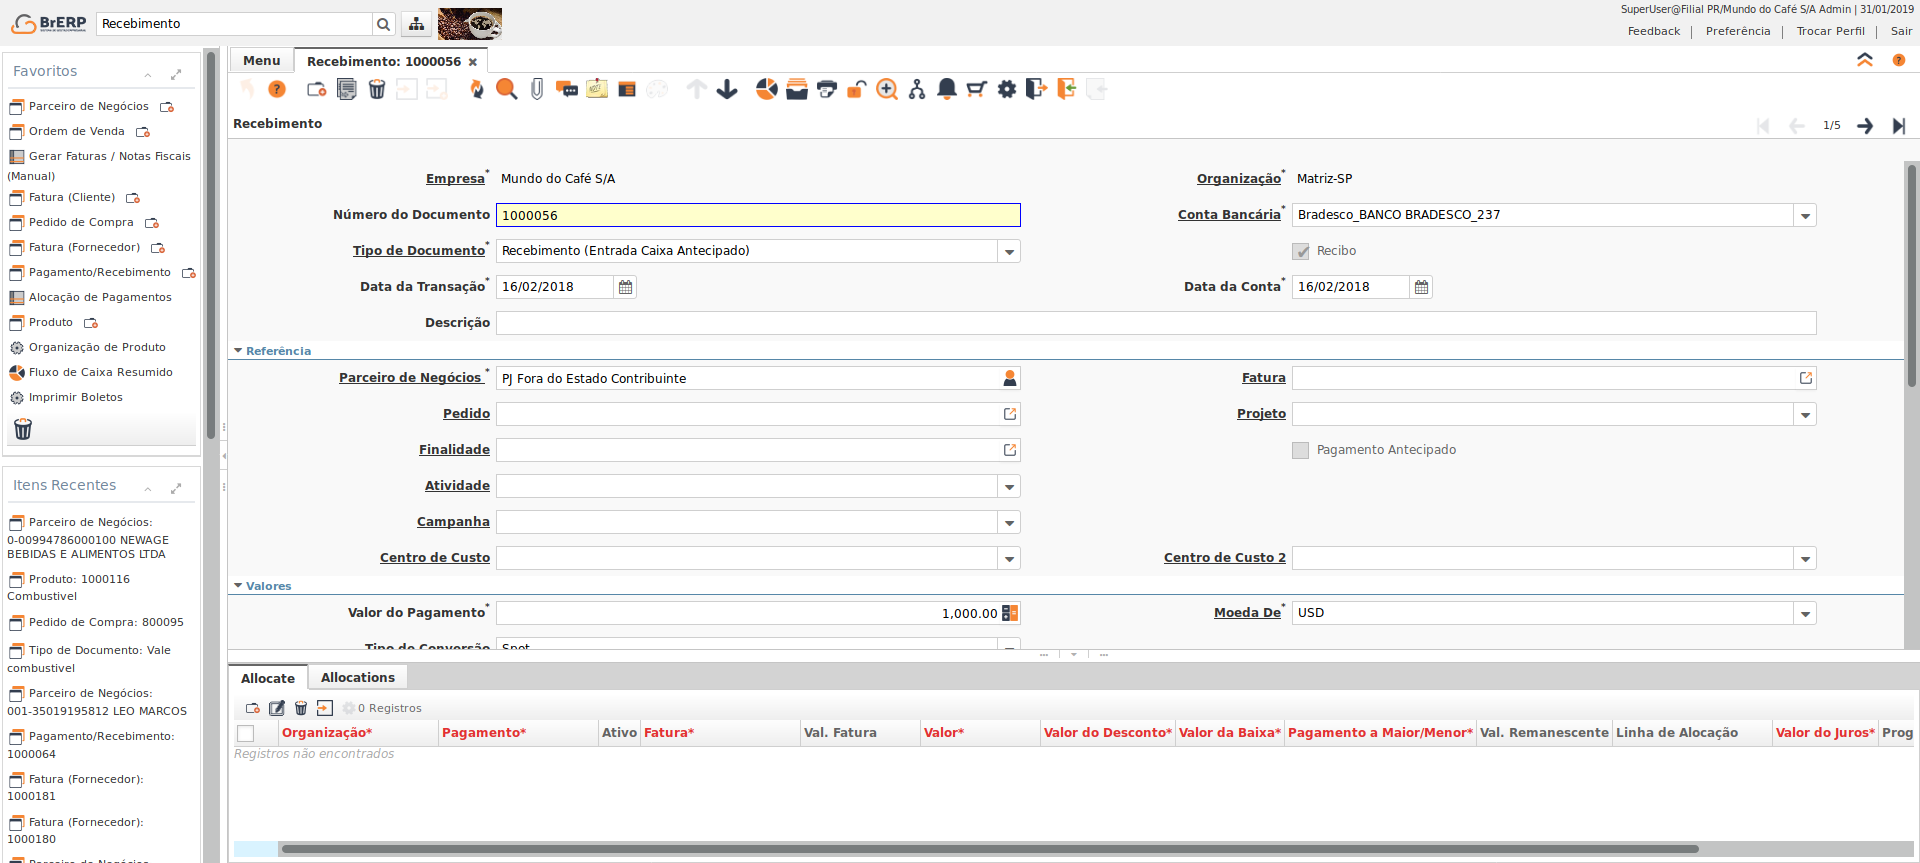 BrERP
Recebimento
SuperUser@Filial PR/Mundo do Café S/A Admin | 31/01/2019
Feedback | Preferência | Trocar Perfil | Sair
Favoritos
Parceiro de Negócios
Ordem de Venda
Gerar Faturas / Notas Fiscais
(Manual)
Fatura (Cliente)
Pedido de Compra
Fatura (Fornecedor)
Pagamento/Recebimento
Alocação de Pagamentos
Produto
Organização de Produto
Fluxo de Caixa Resumido
Imprimir Boletos
Itens Recentes
Parceiro de Negócios:
0-00994786000100 NEWAGE
BEBIDAS E ALIMENTOS LTDA
Produto: 1000116
Combustivel
Pedido de Compra: 800095
Tipo de Documento: Vale
combustivel
Parceiro de Negócios:
001-35019195812 LEO MARCOS
Pagamento/Recebimento:
1000064
Fatura (Fornecedor):
1000181
Fatura (Fornecedor):
1000180
Parceiro de Negócios
Menu
Recebimento: 1000056
Recebimento
1/5
Empresa* Mundo do Café S/A
Organização* Matriz-SP
Número do Documento 1000056
Conta Bancária* Bradesco_BANCO BRADESCO_237
Tipo de Documento* Recebimento (Entrada Caixa Antecipado)
Recibo
Data da Transação* 16/02/2018
Data da Conta* 16/02/2018
Descrição
Referência
Parceiro de Negócios * PJ Fora do Estado Contribuinte
Fatura
Pedido
Projeto
Finalidade
Pagamento Antecipado
Atividade
Campanha
Centro de Custo
Centro de Custo 2
Valores
Valor do Pagamento* 1,000.00
Moeda De* USD
Tipo de Conversão Spot
Allocate
Allocations
0 Registros
Organização* Pagamento* Ativo Fatura* Val. Fatura Valor* Valor do Desconto* Valor da Baixa* Pagamento a Maior/Menor* Val. Remanescente Linha de Alocação Valor do Juros* Prog
Registros não encontrados